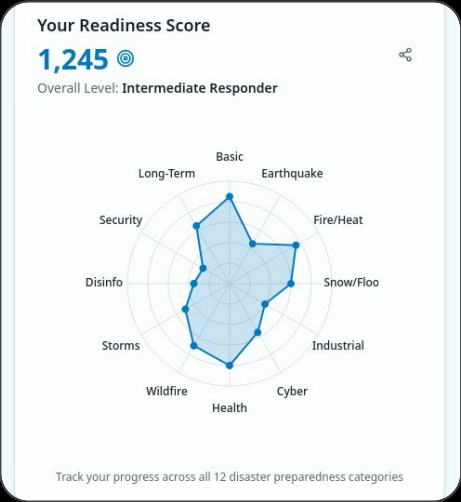 Your Readiness Score
1,245
Overall Level: Intermediate Responder
Basic
Long-Term
Earthquake
Security
Fire/Heat
Disinfo
Snow/Floo
Storms
Industrial
Wildfire
Cyber
Health
Track your progress across all 12 disaster preparedness categories